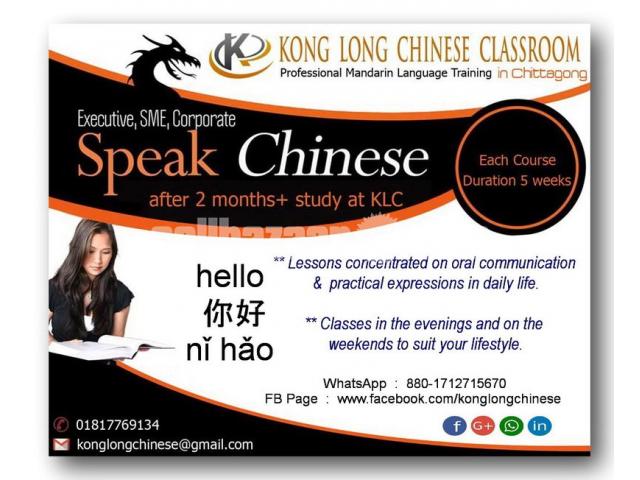 KONG LONG CHINESE CLASSROOM
Professional Mandarin Language Training in Chittagong
Executive, SME, Corporate
Speak Chinese
after 2 months+ study at KLC
Each Course
Duration 5 weeks
hello
你好
nǐ hǎo
** Lessons concentrated on oral communication
& practical expressions in daily life.
** Classes in the evenings and on the
weekends to suit your lifestyle.
WhatsApp : 880-1712715670
FB Page : www.facebook.com/konglongchinese
01817769134
konglongchinese@gmail.com
f G+ in